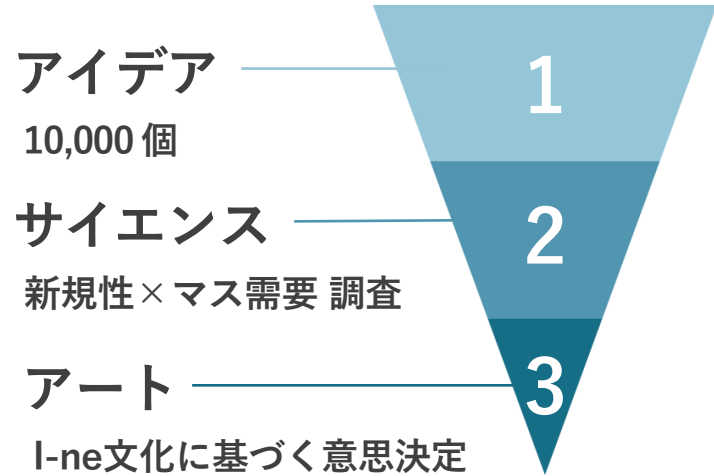 アイデア
10,000 個
サイエンス
新規性×マス需要 調査
アート
I-ne文化に基づく意思決定
1
2
3